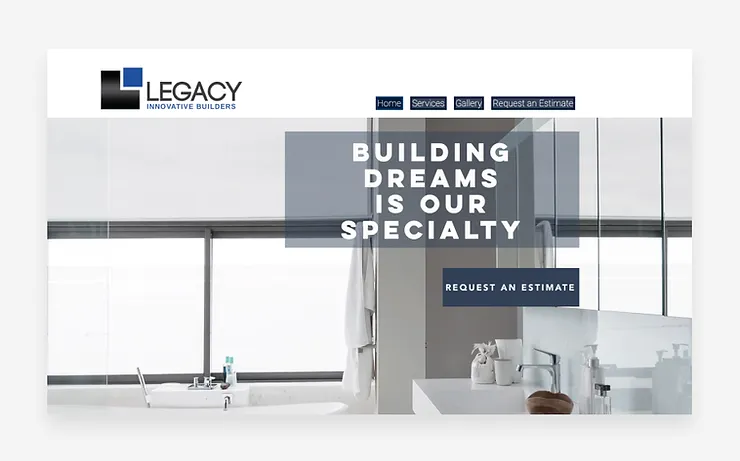 LEGACY
INNOVATIVE BUILDERS
Home Services Gallery Request an Estimate
BUILDING
DREAMS
IS OUR
SPECIALTY
REQUEST AN ESTIMATE